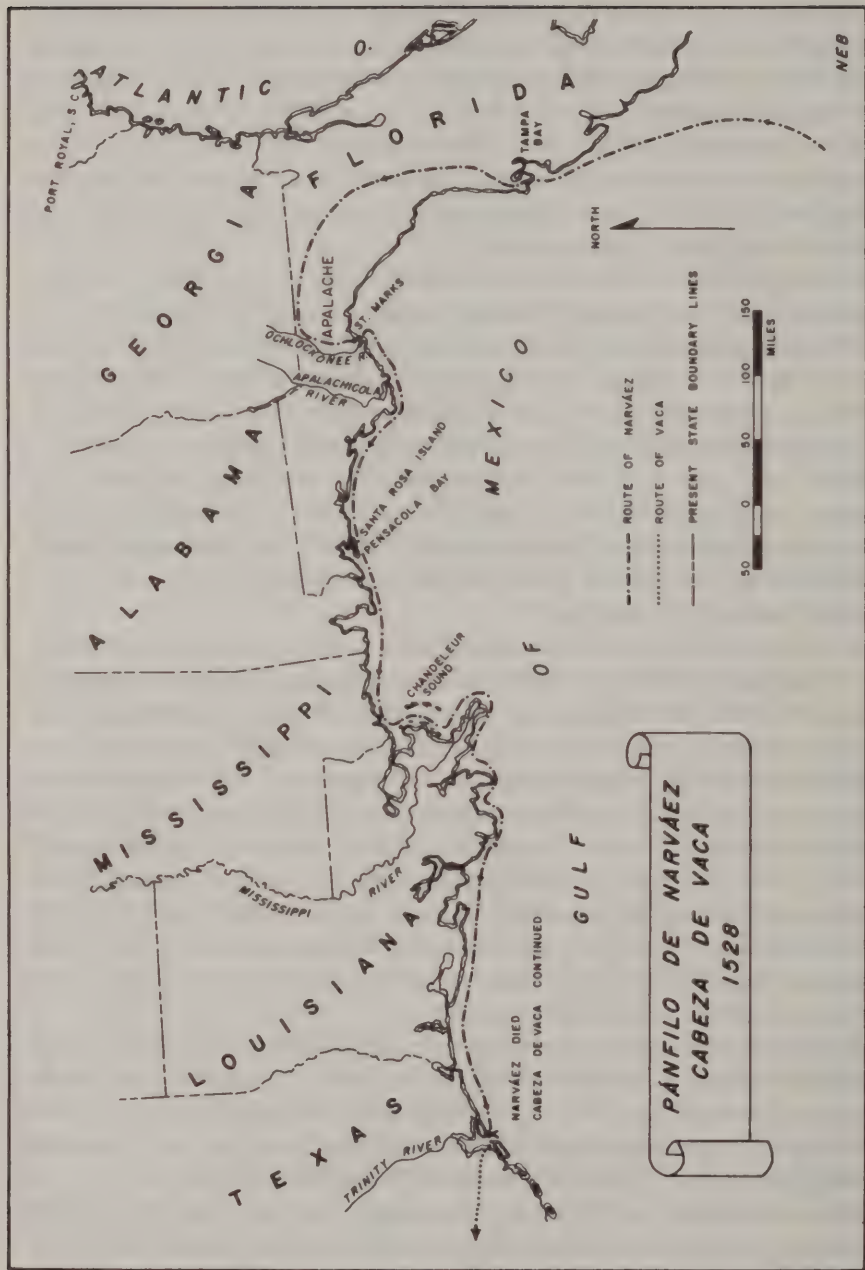 PORT ROYAL, S C
ATLANTIC
O.
GEORGIA
FLORIDA
ALABAMA
MISSISSIPPI
LOUISIANA
TEXAS
TAMPA
BAY
APALACHE
ST. MARKS
OCHLOCKONEE R.
APALACHICOLA
RIVER
SANTA ROSA ISLAND
PENSACOLA BAY
CHANDELEUR
SOUND
MISSISSIPPI
RIVER
TRINITY RIVER
NARVÁEZ DIED
CABEZA DE VACA CONTINUED
GULF
OF
MEXICO
NORTH
ROUTE OF NARVÁEZ
ROUTE OF VACA
PRESENT STATE BOUNDARY LINES
50 0 50 100 150
MILES
PÁNFILO DE NARVÁEZ
CABEZA DE VACA
1528
NEB